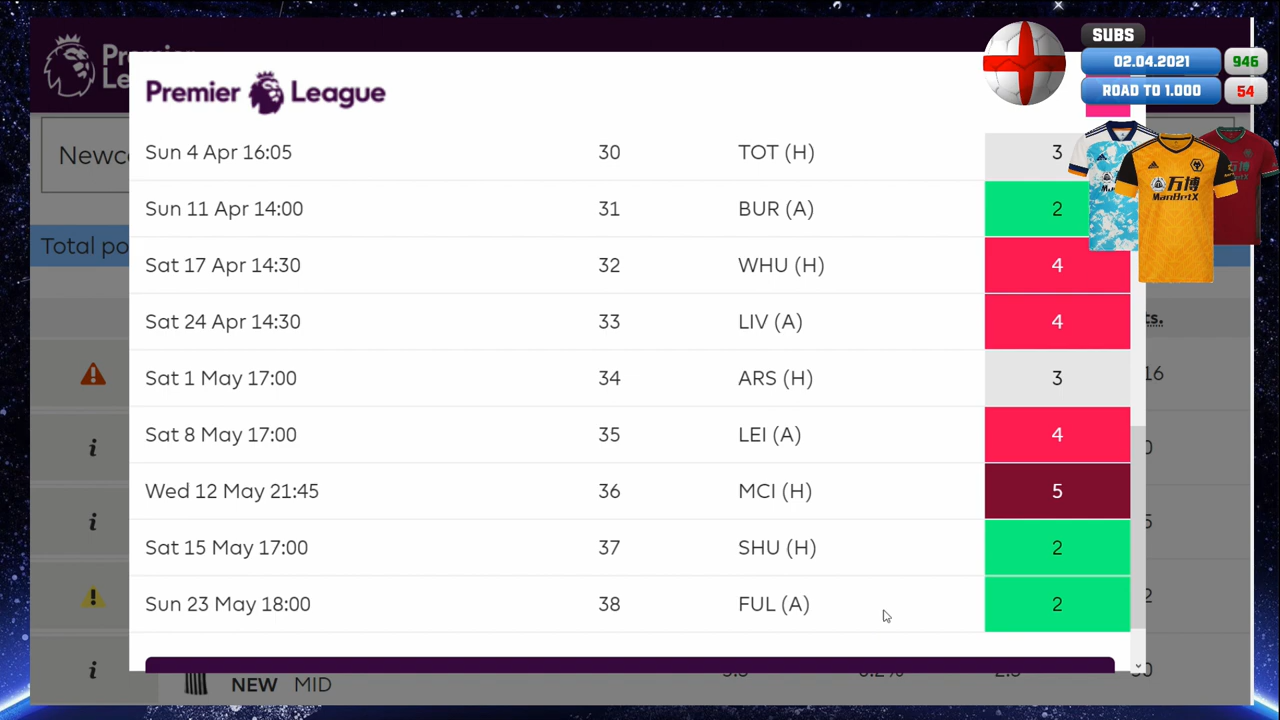 SUBS
02.04.2021 946
ROAD TO 1.000 54
Premier League
Sun 4 Apr 16:05 30 TOT (H) 3
Sun 11 Apr 14:00 31 BUR (A) 2
Sat 17 Apr 14:30 32 WHU (H) 4
Sat 24 Apr 14:30 33 LIV (A) 4
Sat 1 May 17:00 34 ARS (H) 3
Sat 8 May 17:00 35 LEI (A) 4
Wed 12 May 21:45 36 MCI (H) 5
Sat 15 May 17:00 37 SHU (H) 2
Sun 23 May 18:00 38 FUL (A) 2
Newc
Total po
ts.
16
NEW MID
万博
ManBetX